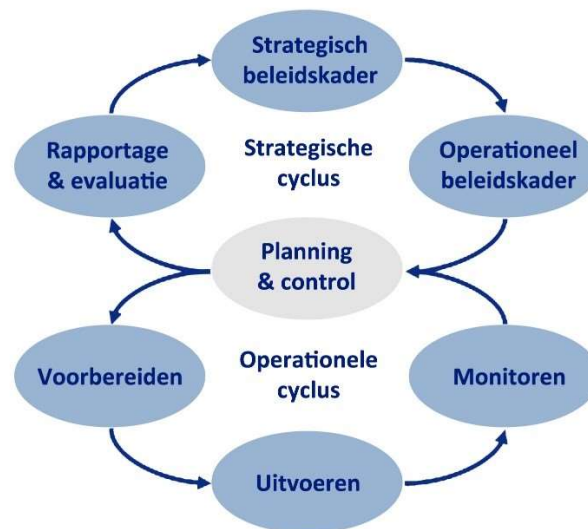 Strategisch
beleidskader
Rapportage
& evaluatie
Strategische
cyclus
Operationeel
beleidskader
Planning
& control
Voorbereiden
Operationele
cyclus
Monitoren
Uitvoeren